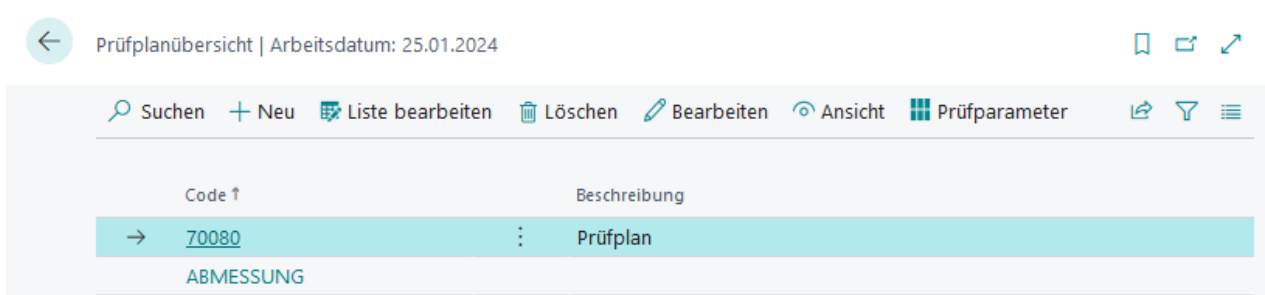 Prüfplanübersicht | Arbeitsdatum: 25.01.2024
Suchen Neu Liste bearbeiten Löschen Bearbeiten Ansicht Prüfparameter
Code↑ Beschreibung
70080 Prüfplan
ABMESSUNG